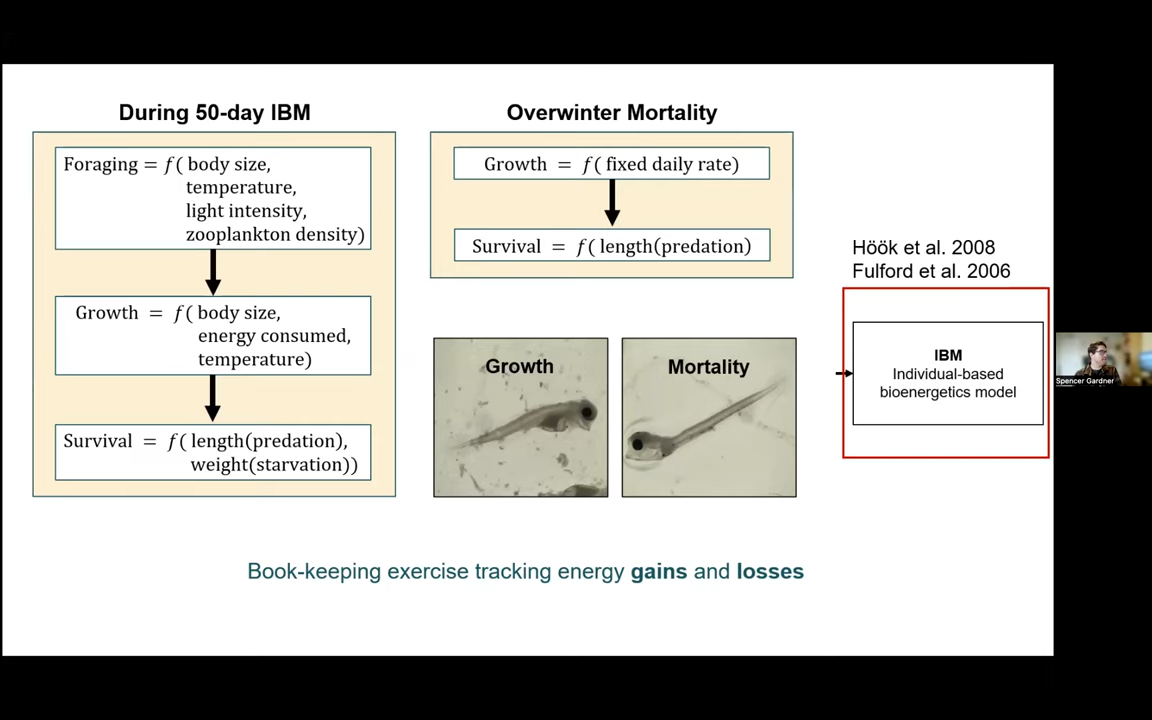 During 50-day IBM
Foraging = f( body size,
temperature,
light intensity,
zooplankton density)
Growth = f( body size,
energy consumed,
temperature)
Survival = f( length(predation),
weight(starvation))
Overwinter Mortality
Growth = f( fixed daily rate)
Survival = f( length(predation)
Growth
Mortality
Höök et al. 2008
Fulford et al. 2006
IBM
Individual-based
bioenergetics model
Spencer Gardner
Book-keeping exercise tracking energy gains and losses